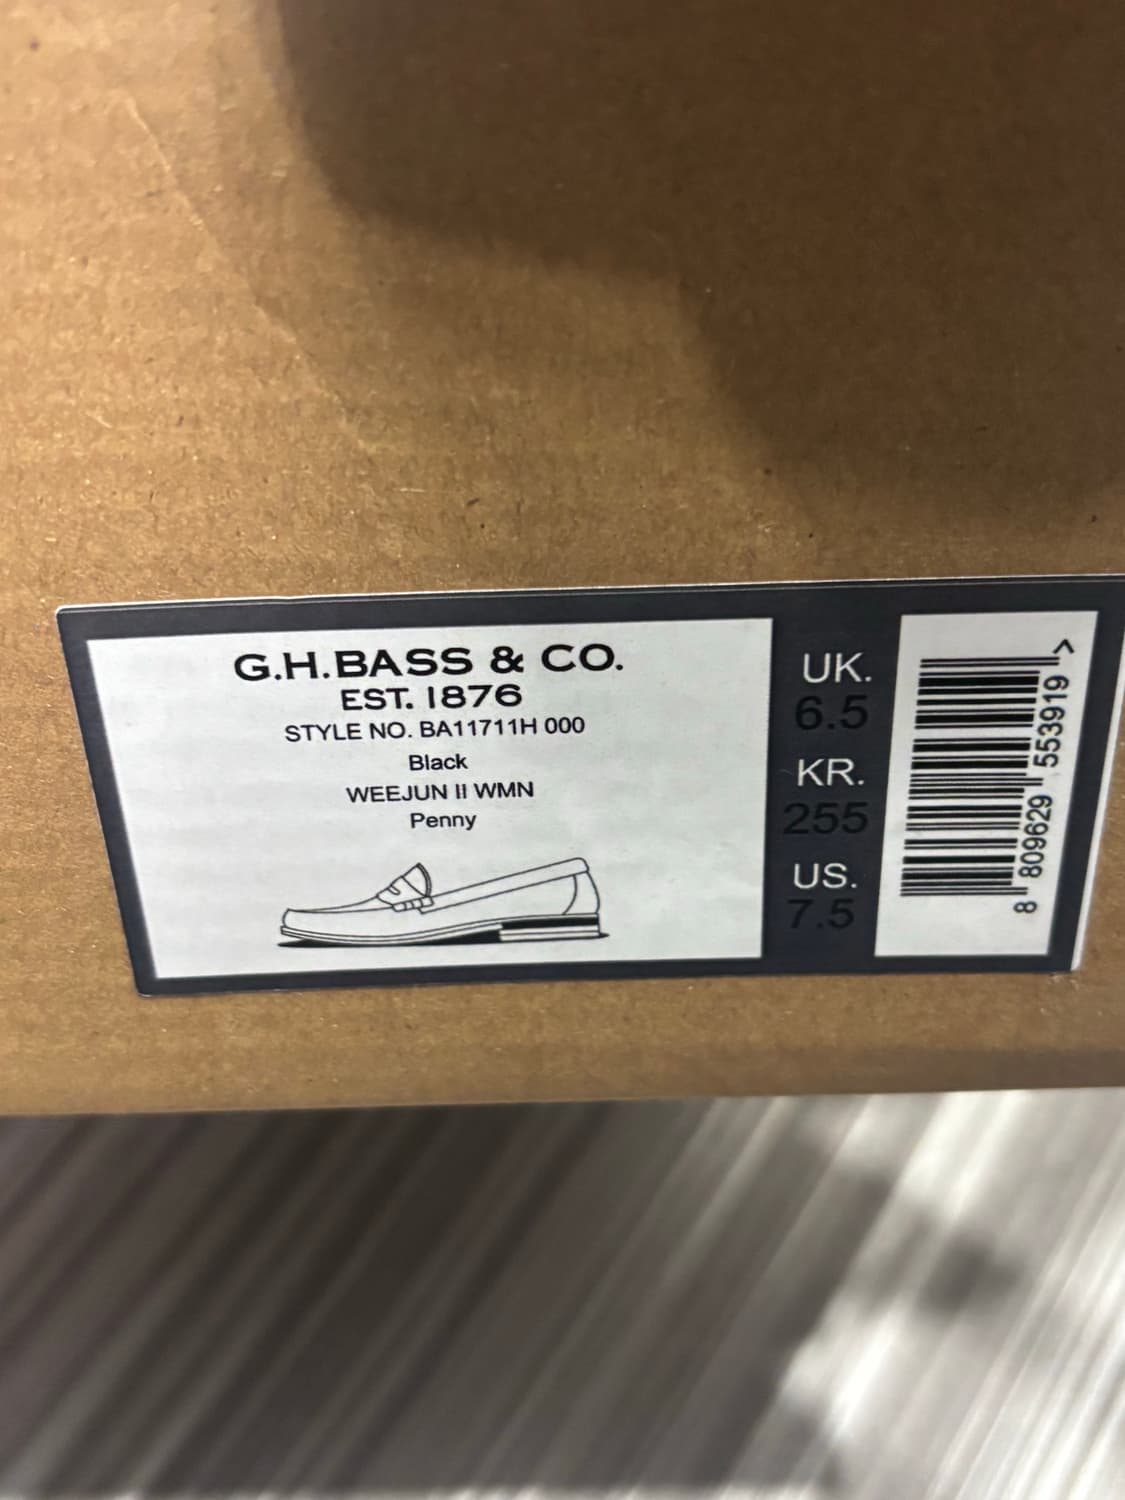 G.H.BASS & CO.
EST. 1876
STYLE NO. BA11711H 000
Black
WEEJUN II WMN
Penny
UK.
6.5
KR.
255
US.
7.5
8 809629 553919 >